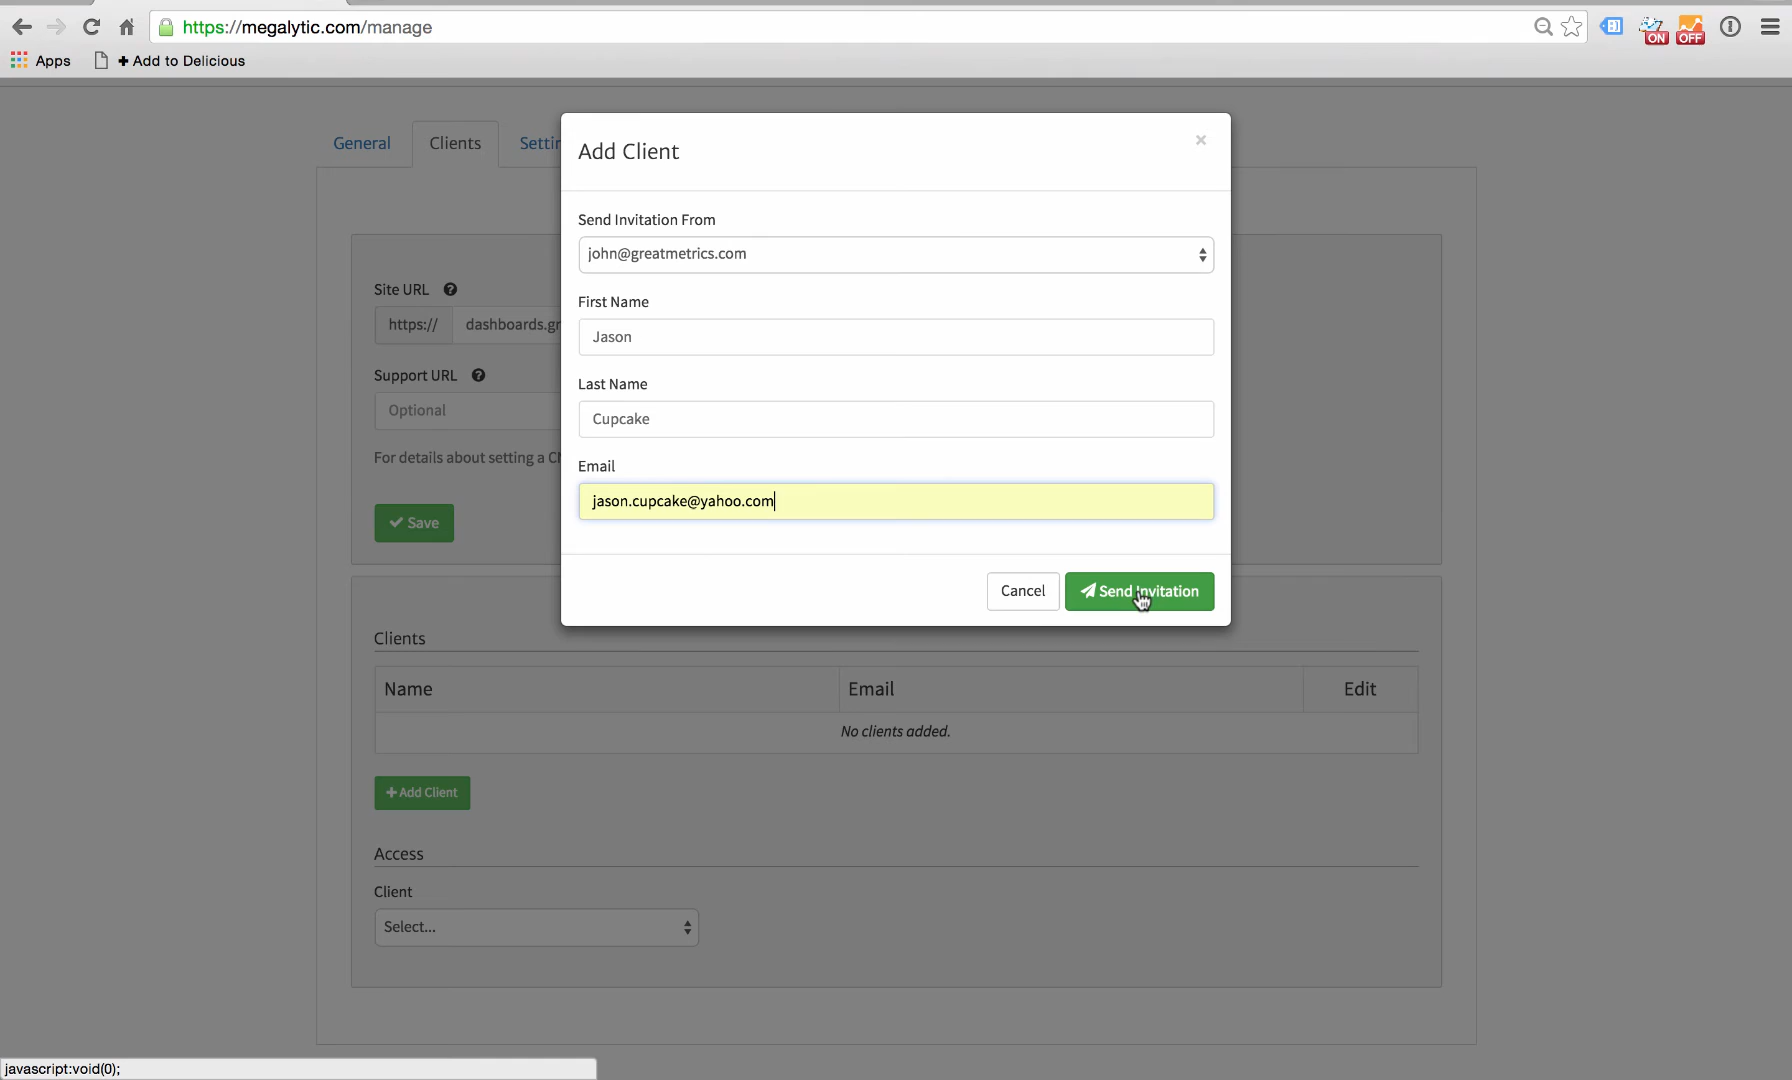 https://megalytic.com/manage
ON
OFF
Apps
+ Add to Delicious
General
Clients
Settin
Add Client
×
Send Invitation From
john@greatmetrics.com
First Name
Jason
Last Name
Cupcake
Email
jason.cupcake@yahoo.com
Cancel
Send Invitation
Site URL ?
https://
dashboards.gr
Support URL ?
Optional
For details about setting a CN
Save
Clients
Name
Email
Edit
No clients added.
+ Add Client
Access
Client
Select...
javascript:void(0);